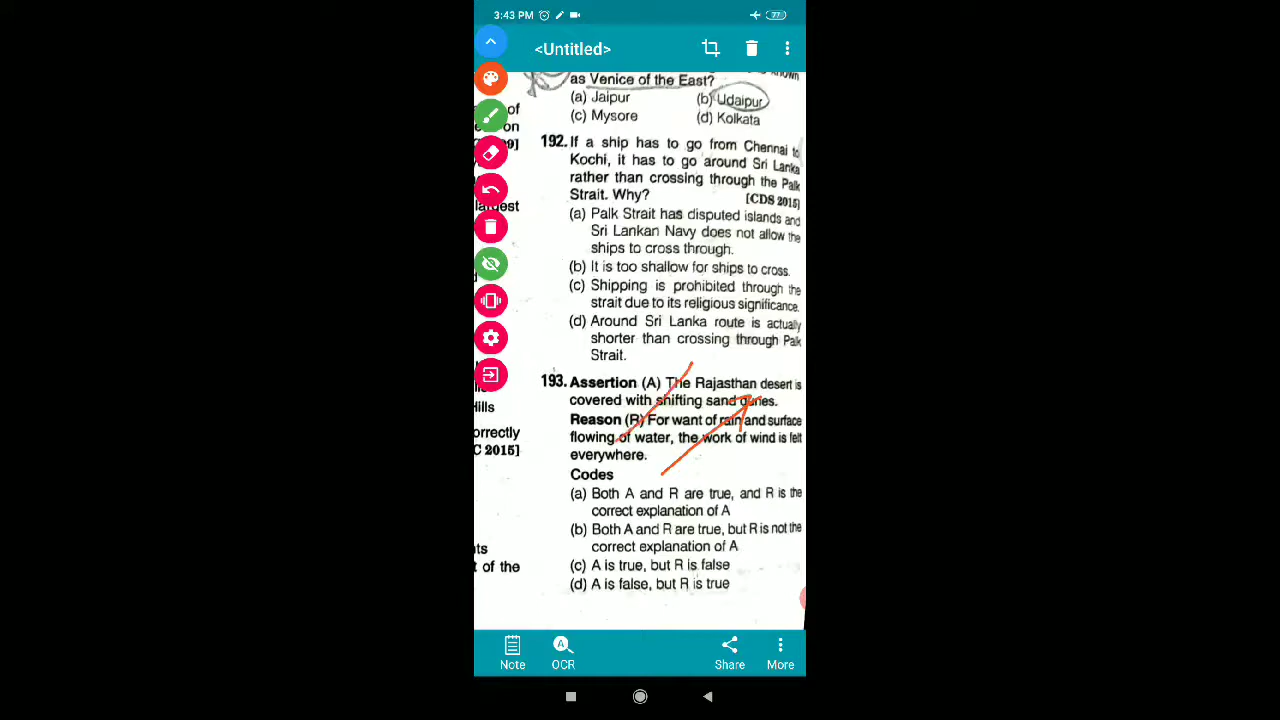 3:43 PM
77
<Untitled>
as Venice of the East?
(a) Jaipur (b) Udaipur
(c) Mysore (d) Kolkata
of
on
9]
largest
192. If a ship has to go from Chennai to
Kochi, it has to go around Sri Lanka
rather than crossing through the Palk
Strait. Why? [CDS 2015]
(a) Palk Strait has disputed islands and
Sri Lankan Navy does not allow the
ships to cross through.
(b) It is too shallow for ships to cross.
(c) Shipping is prohibited through the
strait due to its religious significance.
(d) Around Sri Lanka route is actually
shorter than crossing through Palk
Strait.
193. Assertion (A) The Rajasthan desert is
covered with shifting sand dunes.
Reason (R) For want of rain and surface
flowing of water, the work of wind is felt
everywhere.
Codes
(a) Both A and R are true, and R is the
correct explanation of A
(b) Both A and R are true, but R is not the
correct explanation of A
(c) A is true, but R is false
(d) A is false, but R is true
Hills
orrectly
C 2015]
nts
t of the
Note
OCR
Share
More